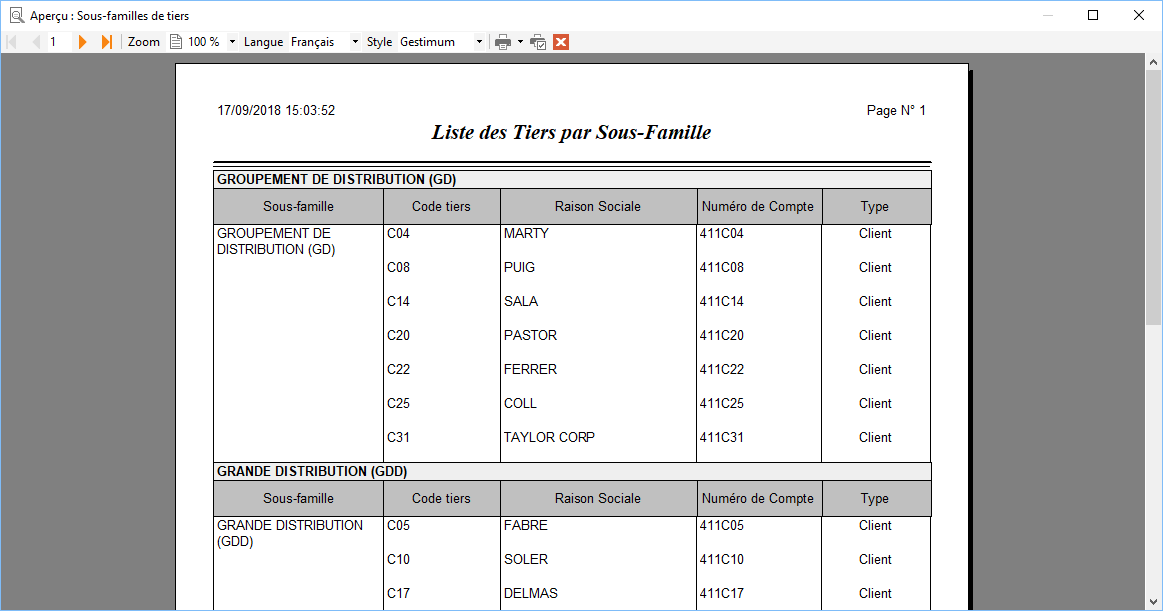 Aperçu : Sous-familles de tiers
1 Zoom 100 % Langue Français Style Gestimum
17/09/2018 15:03:52 Page N° 1
Liste des Tiers par Sous-Famille
GROUPEMENT DE DISTRIBUTION (GD)
Sous-famille Code tiers Raison Sociale Numéro de Compte Type
GROUPEMENT DE C04 MARTY 411C04 Client
DISTRIBUTION (GD)
C08 PUIG 411C08 Client
C14 SALA 411C14 Client
C20 PASTOR 411C20 Client
C22 FERRER 411C22 Client
C25 COLL 411C25 Client
C31 TAYLOR CORP 411C31 Client
GRANDE DISTRIBUTION (GDD)
Sous-famille Code tiers Raison Sociale Numéro de Compte Type
GRANDE DISTRIBUTION C05 FABRE 411C05 Client
(GDD)
C10 SOLER 411C10 Client
C17 DELMAS 411C17 Client